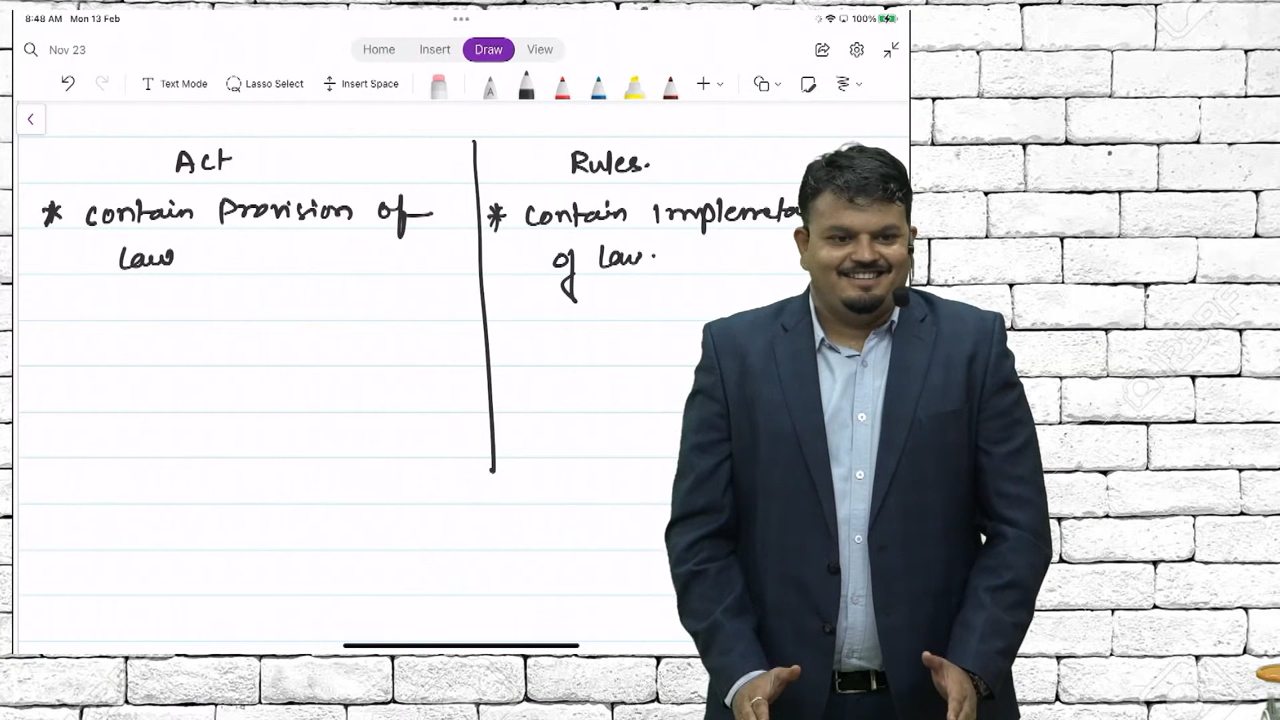 8:48 AM Mon 13 Feb
100%
Nov 23
Home Insert Draw View
Text Mode Lasso Select Insert Space
Act
* contain Provision of
Law
Rules.
* contain Implemeta
of Law.